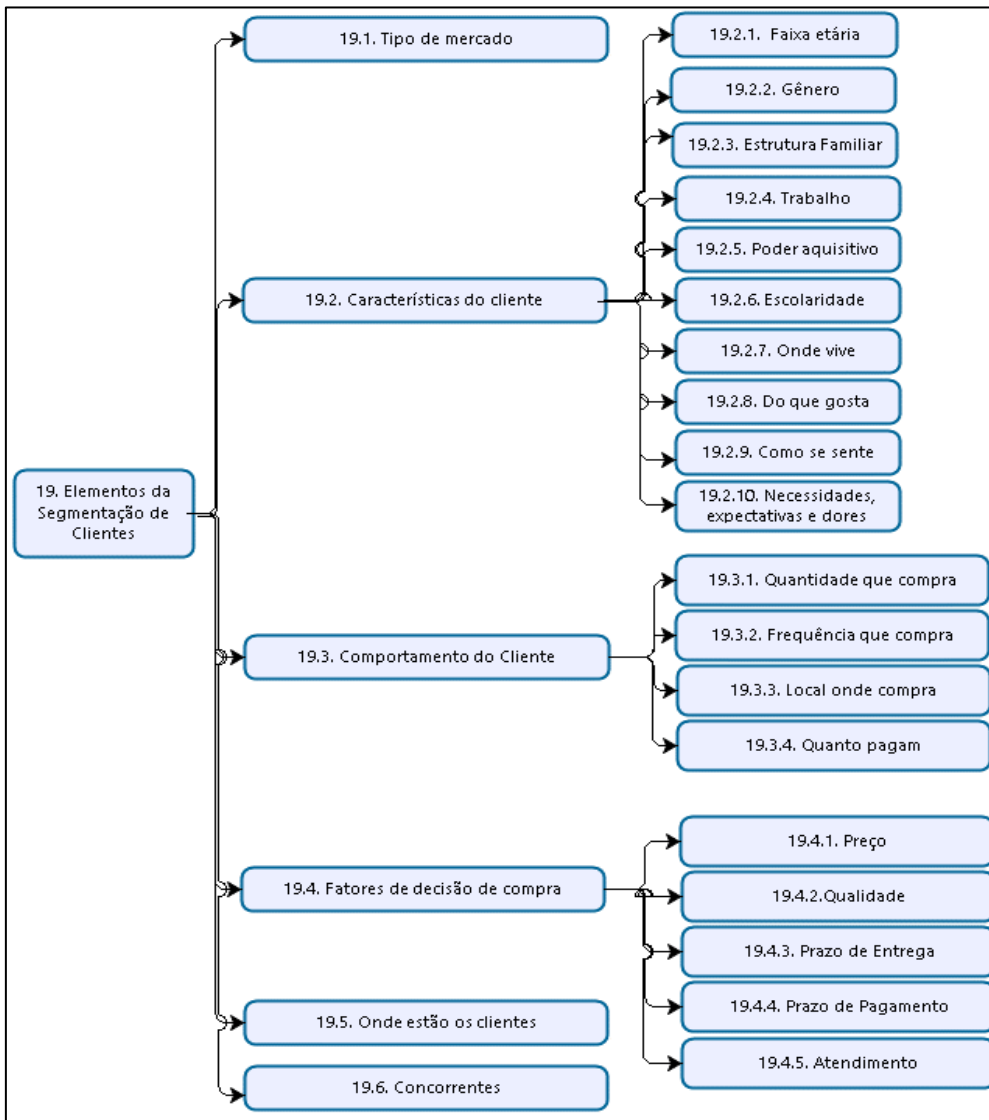 19. Elementos da
Segmentação de
Clientes
19.1. Tipo de mercado
19.2. Características do cliente
19.2.1. Faixa etária
19.2.2. Gênero
19.2.3. Estrutura Familiar
19.2.4. Trabalho
19.2.5. Poder aquisitivo
19.2.6. Escolaridade
19.2.7. Onde vive
19.2.8. Do que gosta
19.2.9. Como se sente
19.2.10. Necessidades,
expectativas e dores
19.3. Comportamento do Cliente
19.3.1. Quantidade que compra
19.3.2. Frequência que compra
19.3.3. Local onde compra
19.3.4. Quanto pagam
19.4. Fatores de decisão de compra
19.4.1. Preço
19.4.2.Qualidade
19.4.3. Prazo de Entrega
19.4.4. Prazo de Pagamento
19.4.5. Atendimento
19.5. Onde estão os clientes
19.6. Concorrentes